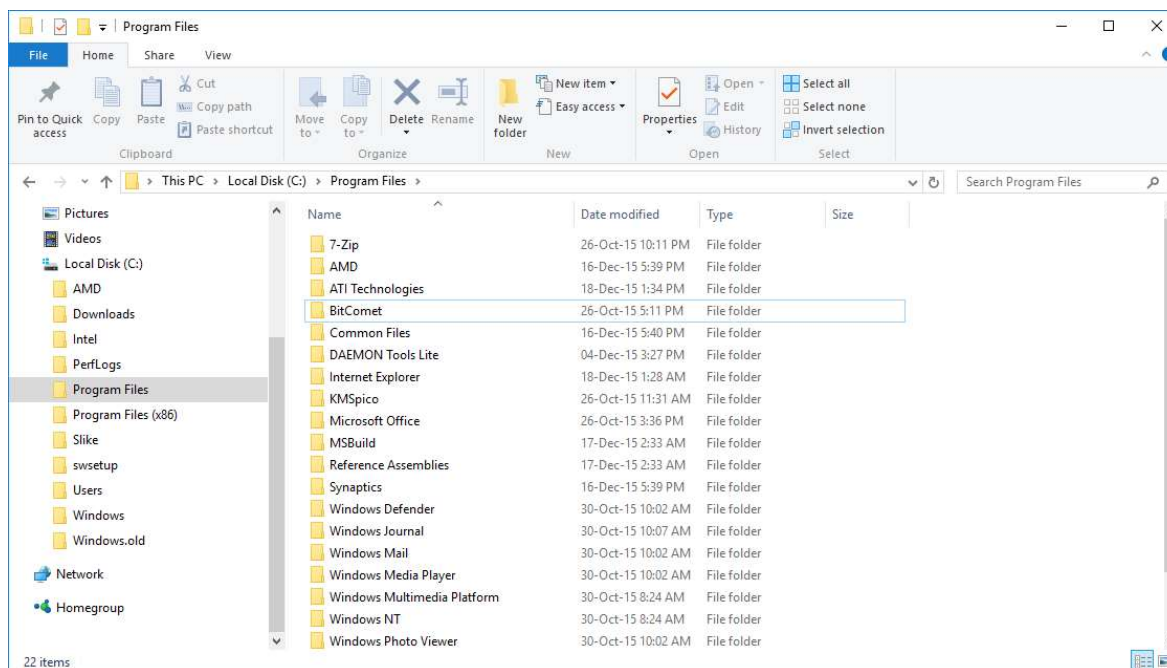 Program Files
File Home Share View
Pin to Quick access
Copy
Paste
Cut
Copy path
Paste shortcut
Clipboard
Move to
Copy to
Delete
Rename
Organize
New folder
New item
Easy access
New
Properties
Open
Edit
History
Open
Select all
Select none
Invert selection
Select
This PC > Local Disk (C:) > Program Files >
Search Program Files
Pictures
Videos
Local Disk (C:)
AMD
Downloads
Intel
PerfLogs
Program Files
Program Files (x86)
Slike
swsetup
Users
Windows
Windows.old
Network
Homegroup
Name Date modified Type Size
7-Zip 26-Oct-15 10:11 PM File folder
AMD 16-Dec-15 5:39 PM File folder
ATI Technologies 18-Dec-15 1:34 PM File folder
BitComet 26-Oct-15 5:11 PM File folder
Common Files 16-Dec-15 5:40 PM File folder
DAEMON Tools Lite 04-Dec-15 3:27 PM File folder
Internet Explorer 18-Dec-15 1:28 AM File folder
KMSpico 26-Oct-15 11:31 AM File folder
Microsoft Office 26-Oct-15 3:36 PM File folder
MSBuild 17-Dec-15 2:33 AM File folder
Reference Assemblies 17-Dec-15 2:33 AM File folder
Synaptics 16-Dec-15 5:39 PM File folder
Windows Defender 30-Oct-15 10:02 AM File folder
Windows Journal 30-Oct-15 10:07 AM File folder
Windows Mail 30-Oct-15 10:02 AM File folder
Windows Media Player 30-Oct-15 10:02 AM File folder
Windows Multimedia Platform 30-Oct-15 8:24 AM File folder
Windows NT 30-Oct-15 8:24 AM File folder
Windows Photo Viewer 30-Oct-15 10:02 AM File folder
22 items